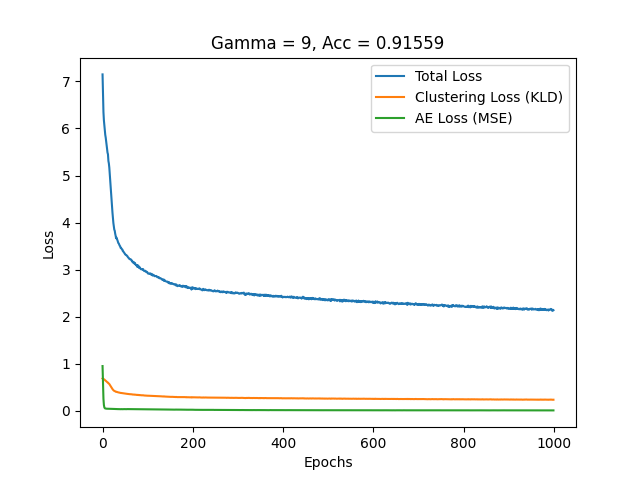 Gamma = 9, Acc = 0.91559
Total Loss
Clustering Loss (KLD)
AE Loss (MSE)
7
6
5
4
3
2
1
0
Loss
0 200 400 600 800 1000
Epochs